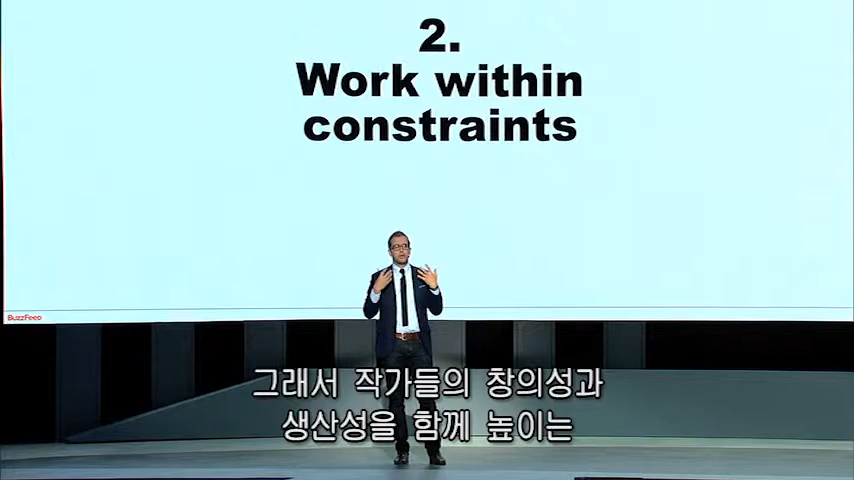 2.
Work within
constraints
BuzzFeed
그래서 작가들의 창의성과
생산성을 함께 높이는